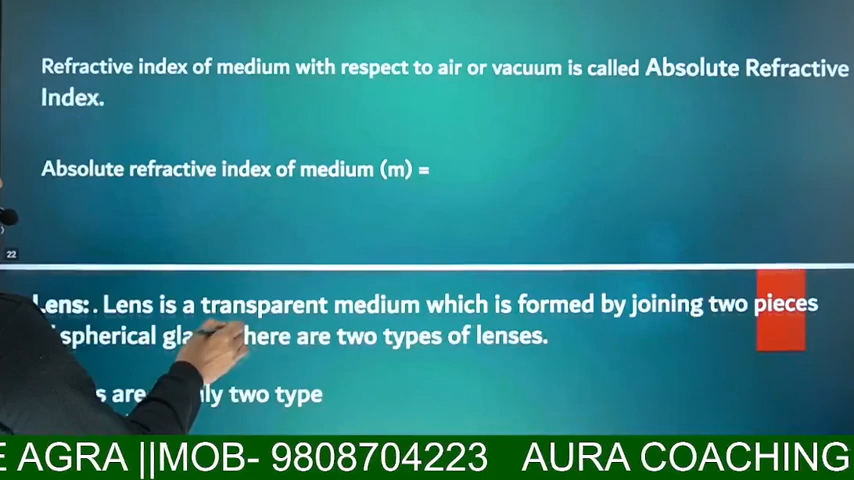 Refractive index of medium with respect to air or vacuum is called Absolute Refractive
Index.
Absolute refractive index of medium (m) =
22
Lens: . Lens is a transparent medium which is formed by joining two pieces
spherical here are two types of lenses.
are two type
E AGRA ||MOB- 9808704223 AURA COACHING